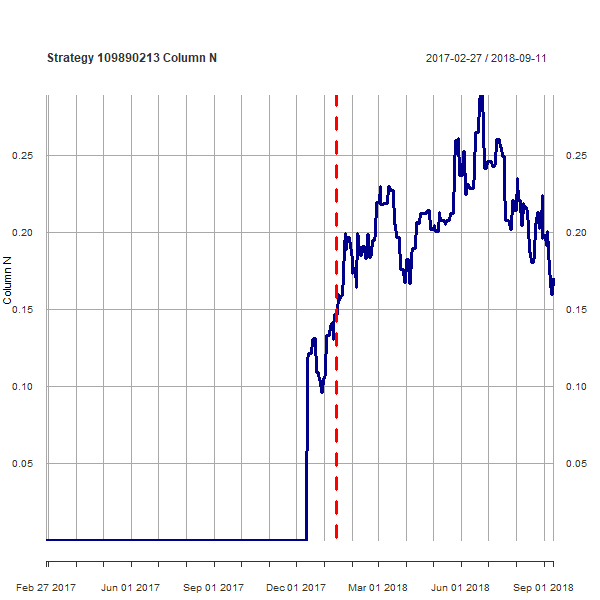 Strategy 109890213 Column N 2017-02-27 / 2018-09-11
0.25 0.25
0.20 0.20
Column N
0.15 0.15
0.10 0.10
0.05 0.05
Feb 27 2017 Jun 01 2017 Sep 01 2017 Dec 01 2017 Mar 01 2018 Jun 01 2018 Sep 01 2018